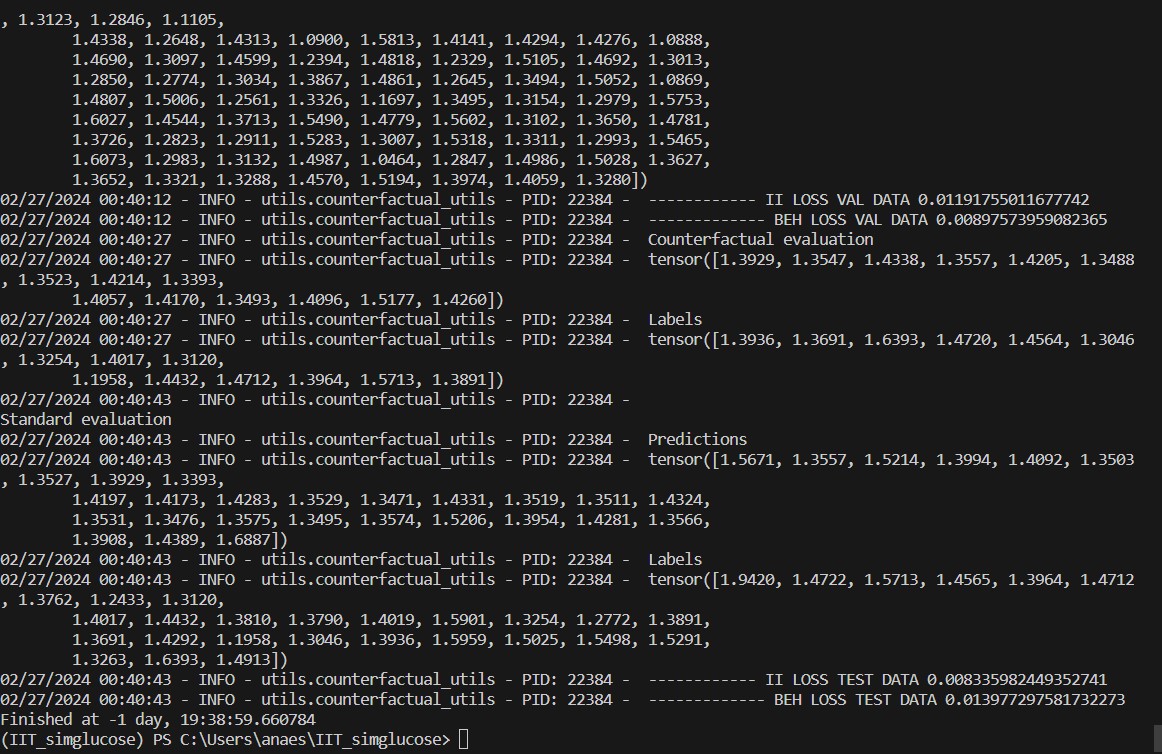 , 1.3123, 1.2846, 1.1105,
1.4338, 1.2648, 1.4313, 1.0900, 1.5813, 1.4141, 1.4294, 1.4276, 1.0888,
1.4690, 1.3097, 1.4599, 1.2394, 1.4818, 1.2329, 1.5105, 1.4692, 1.3013,
1.2850, 1.2774, 1.3034, 1.3867, 1.4861, 1.2645, 1.3494, 1.5052, 1.0869,
1.4807, 1.5006, 1.2561, 1.3326, 1.1697, 1.3495, 1.3154, 1.2979, 1.5753,
1.6027, 1.4544, 1.3713, 1.5490, 1.4779, 1.5602, 1.3102, 1.3650, 1.4781,
1.3726, 1.2823, 1.2911, 1.5283, 1.3007, 1.5318, 1.3311, 1.2993, 1.5465,
1.6073, 1.2983, 1.3132, 1.4987, 1.0464, 1.2847, 1.4986, 1.5028, 1.3627,
1.3652, 1.3321, 1.3288, 1.4570, 1.5194, 1.3974, 1.4059, 1.3280])
02/27/2024 00:40:12 - INFO - utils.counterfactual_utils - PID: 22384 -  ------------ II LOSS VAL DATA 0.01191755011677742
02/27/2024 00:40:12 - INFO - utils.counterfactual_utils - PID: 22384 -  ------------- BEH LOSS VAL DATA 0.00897573959082365
02/27/2024 00:40:27 - INFO - utils.counterfactual_utils - PID: 22384 -  Counterfactual evaluation
02/27/2024 00:40:27 - INFO - utils.counterfactual_utils - PID: 22384 -  tensor([1.3929, 1.3547, 1.4338, 1.3557, 1.4205, 1.3488
, 1.3523, 1.4214, 1.3393,
1.4057, 1.4170, 1.3493, 1.4096, 1.5177, 1.4260])
02/27/2024 00:40:27 - INFO - utils.counterfactual_utils - PID: 22384 -  Labels
02/27/2024 00:40:27 - INFO - utils.counterfactual_utils - PID: 22384 -  tensor([1.3936, 1.3691, 1.6393, 1.4720, 1.4564, 1.3046
, 1.3254, 1.4017, 1.3120,
1.1958, 1.4432, 1.4712, 1.3964, 1.5713, 1.3891])
02/27/2024 00:40:43 - INFO - utils.counterfactual_utils - PID: 22384 -
Standard evaluation
02/27/2024 00:40:43 - INFO - utils.counterfactual_utils - PID: 22384 -  Predictions
02/27/2024 00:40:43 - INFO - utils.counterfactual_utils - PID: 22384 -  tensor([1.5671, 1.3557, 1.5214, 1.3994, 1.4092, 1.3503
, 1.3527, 1.3929, 1.3393,
1.4197, 1.4173, 1.4283, 1.3529, 1.3471, 1.4331, 1.3519, 1.3511, 1.4324,
1.3531, 1.3476, 1.3575, 1.3495, 1.3574, 1.5206, 1.3954, 1.4281, 1.3566,
1.3908, 1.4389, 1.6887])
02/27/2024 00:40:43 - INFO - utils.counterfactual_utils - PID: 22384 -  Labels
02/27/2024 00:40:43 - INFO - utils.counterfactual_utils - PID: 22384 -  tensor([1.9420, 1.4722, 1.5713, 1.4565, 1.3964, 1.4712
, 1.3762, 1.2433, 1.3120,
1.4017, 1.4432, 1.3810, 1.3790, 1.4019, 1.5901, 1.3254, 1.2772, 1.3891,
1.3691, 1.4292, 1.1958, 1.3046, 1.3936, 1.5959, 1.5025, 1.5498, 1.5291,
1.3263, 1.6393, 1.4913])
02/27/2024 00:40:43 - INFO - utils.counterfactual_utils - PID: 22384 -  ------------ II LOSS TEST DATA 0.008335982449352741
02/27/2024 00:40:43 - INFO - utils.counterfactual_utils - PID: 22384 -  ------------- BEH LOSS TEST DATA 0.013977297581732273
Finished at -1 day, 19:38:59.660784
(IIT_simglucose) PS C:\Users\anaes\IIT_simglucose>